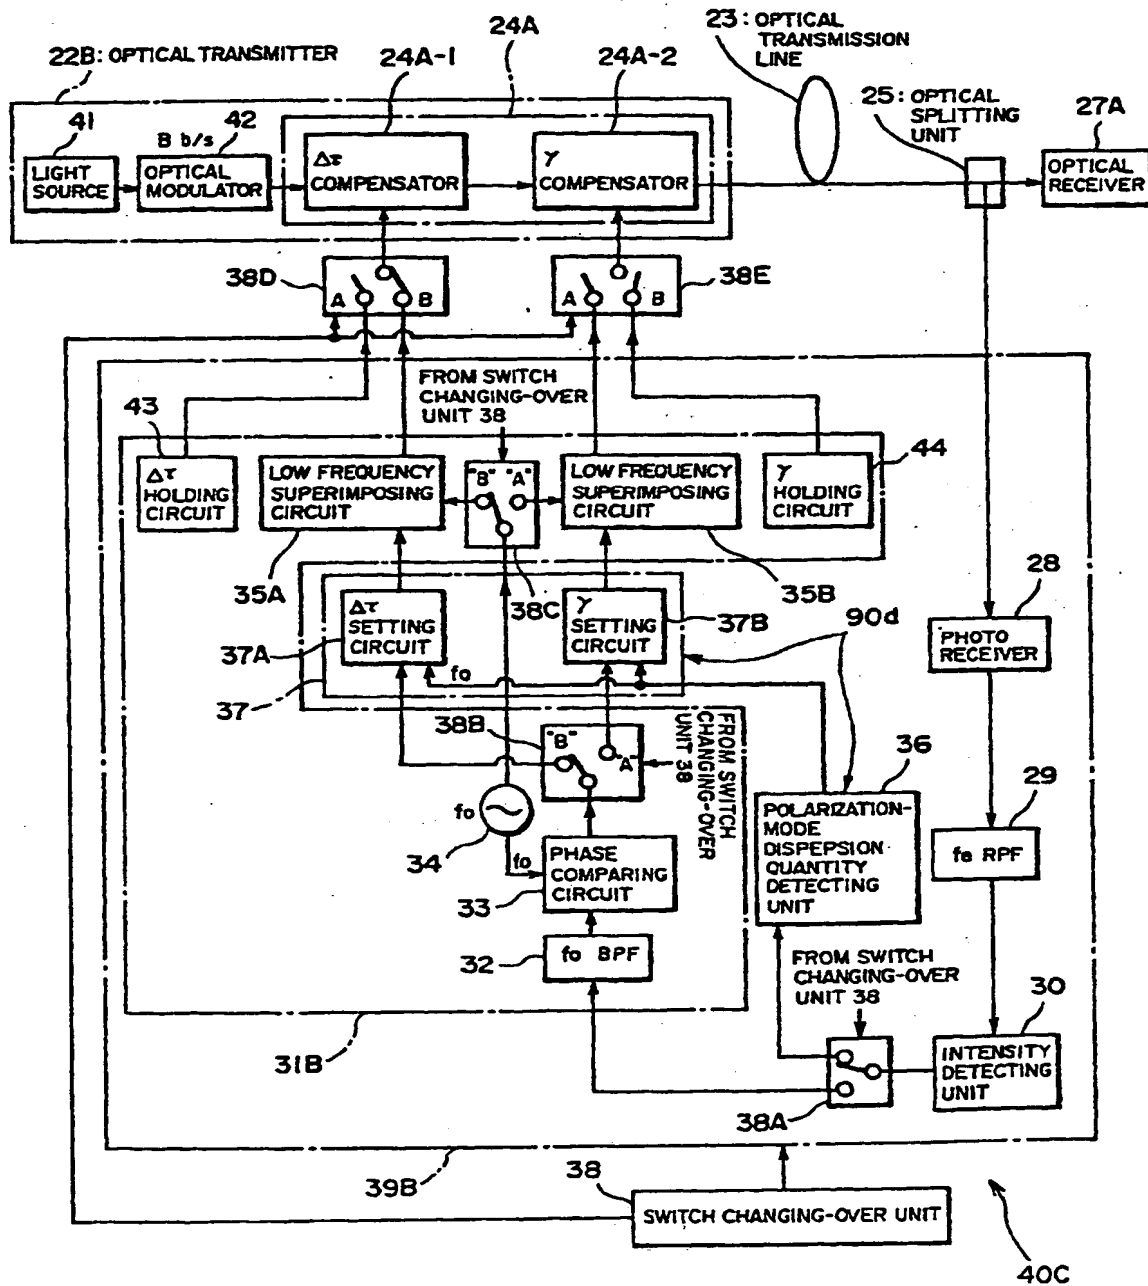 23: OPTICAL
TRANSMISSION
LINE
24A
22B: OPTICAL TRANSMITTER
24A-1
24A-2
25: OPTICAL
SPLITTING
UNIT
27A
41
B b/s
42
LIGHT
SOURCE
OPTICAL
MODULATOR
Δτ
COMPENSATOR
γ
COMPENSATOR
OPTICAL
RECEIVER
38D
A
B
A
B
38E
FROM SWITCH
CHANGING-OVER
UNIT 38
43
44
Δτ
HOLDING
CIRCUIT
LOW FREQUENCY
SUPERIMPOSING
CIRCUIT
"B" "A"
LOW FREQUENCY
SUPERIMPOSING
CIRCUIT
γ
HOLDING
CIRCUIT
35A
38C
35B
28
Δτ
SETTING
CIRCUIT
γ
SETTING
CIRCUIT
37A
37B
90d
PHOTO
RECEIVER
fo
37
38B
"B"
"A"
FROM SWITCH
CHANGING-OVER
UNIT 38
36
29
fo
34
fo
PHASE
COMPARING
CIRCUIT
33
POLARIZATION-
MODE
DISPERSION
QUANTITY
DETECTING
UNIT
fe RPF
32
fo BPF
FROM SWITCH
CHANGING-OVER
UNIT 38
30
31B
INTENSITY
DETECTING
UNIT
38A
39B
38
SWITCH CHANGING-OVER UNIT
40C